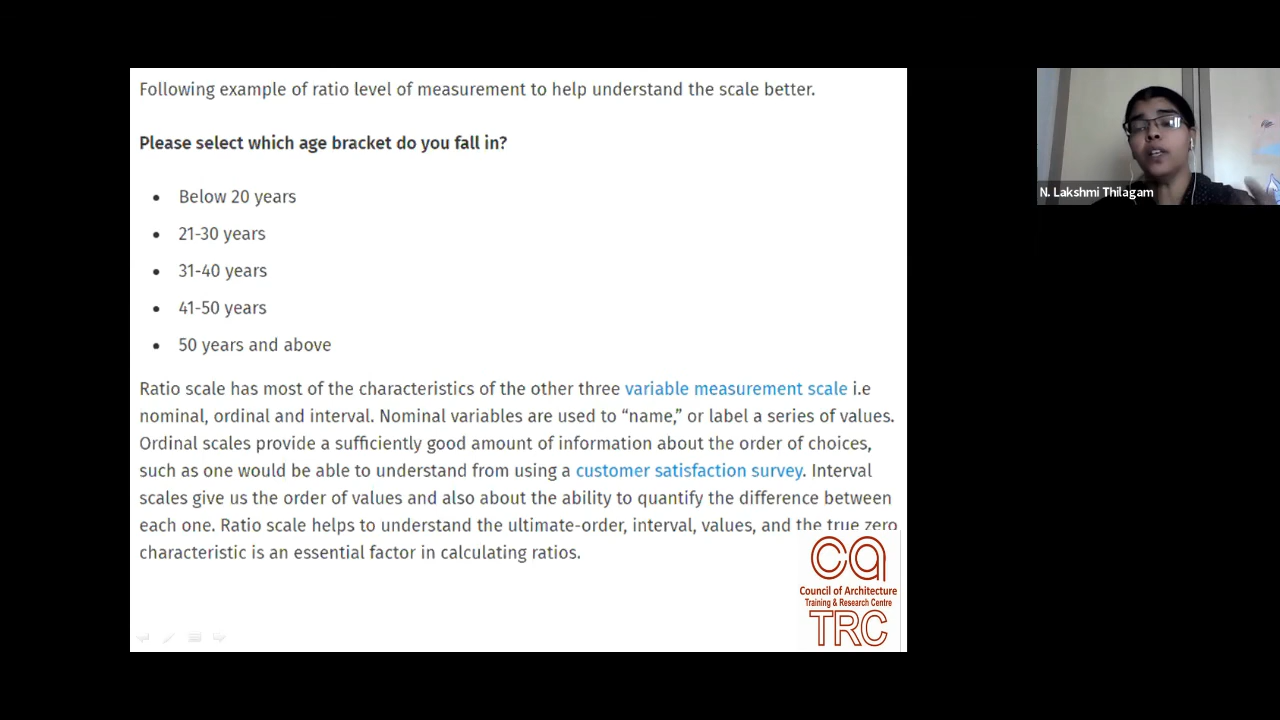 Following example of ratio level of measurement to help understand the scale better.
Please select which age bracket do you fall in?
Below 20 years
21-30 years
31-40 years
41-50 years
50 years and above
Ratio scale has most of the characteristics of the other three variable measurement scale i.e
nominal, ordinal and interval. Nominal variables are used to “name,” or label a series of values.
Ordinal scales provide a sufficiently good amount of information about the order of choices,
such as one would be able to understand from using a customer satisfaction survey. Interval
scales give us the order of values and also about the ability to quantify the difference between
each one. Ratio scale helps to understand the ultimate-order, interval, values, and the true zero
characteristic is an essential factor in calculating ratios.
ca
Council of Architecture
Training & Research Centre
TRC
N. Lakshmi Thilagam